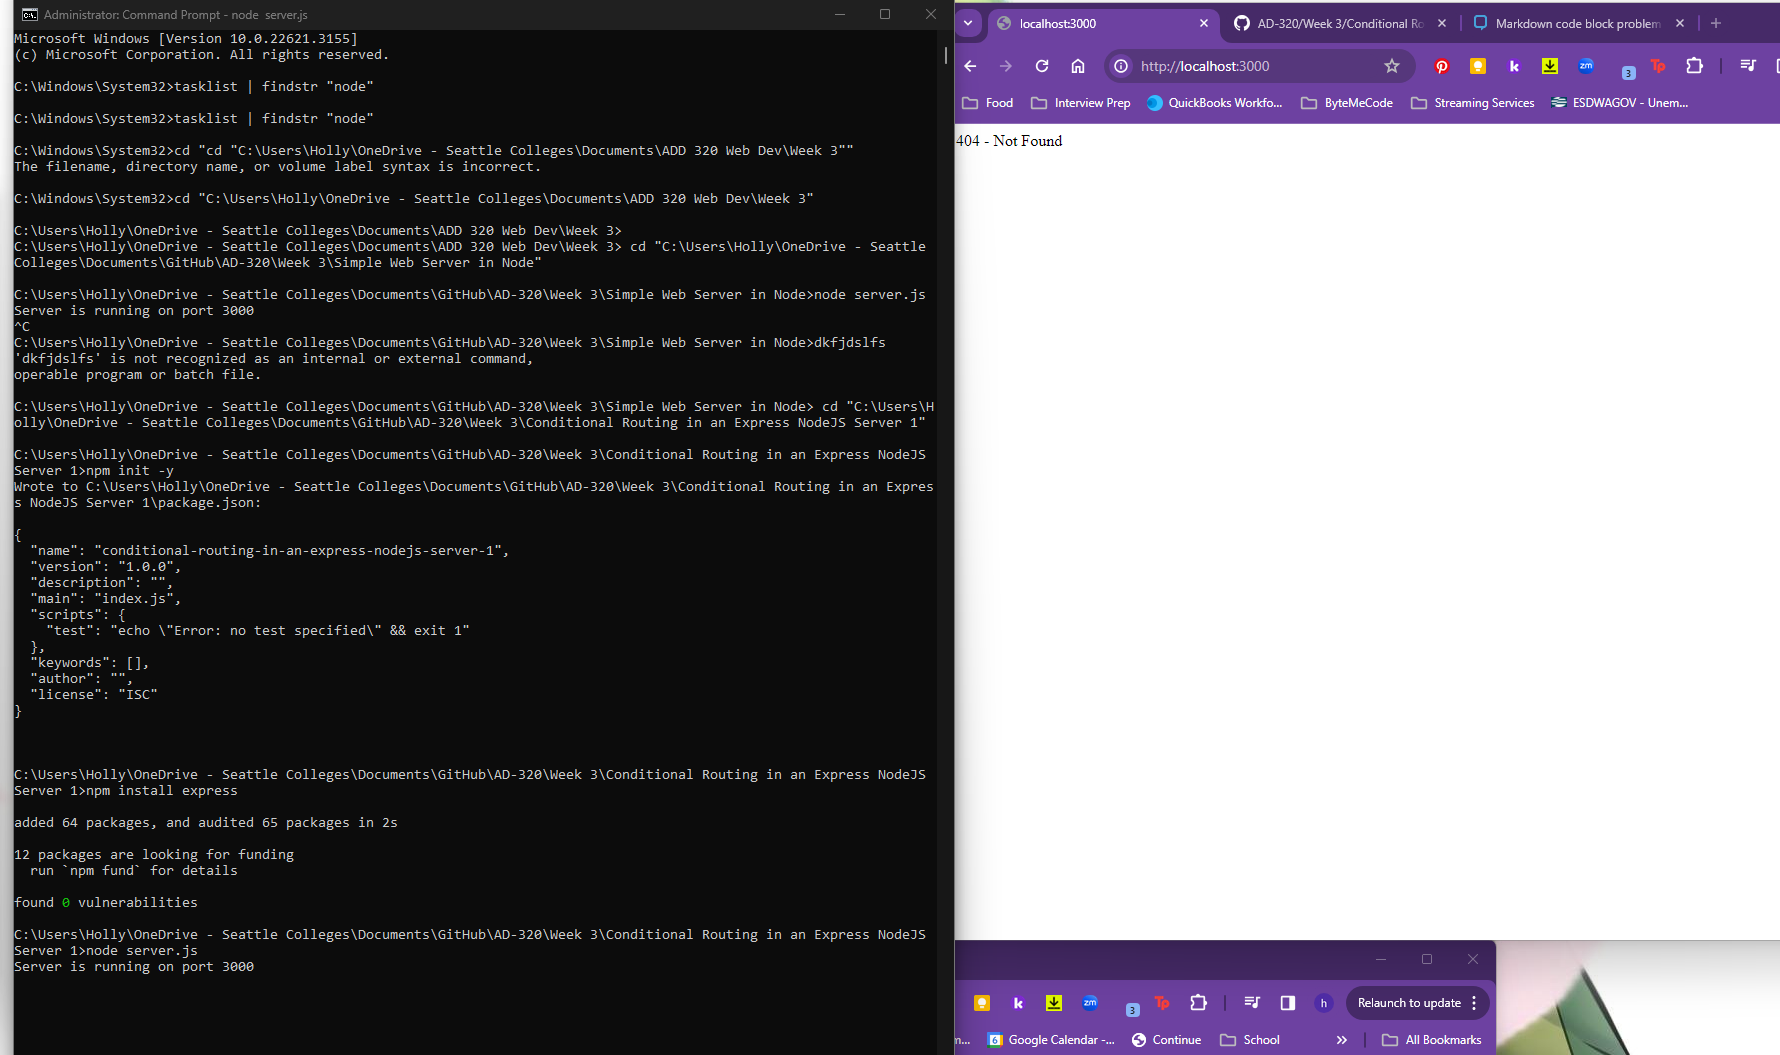 Administrator: Command Prompt - node  server.js
Microsoft Windows [Version 10.0.22621.3155]
(c) Microsoft Corporation. All rights reserved.
C:\Windows\System32>tasklist | findstr "node"
C:\Windows\System32>tasklist | findstr "node"
C:\Windows\System32>cd "cd "C:\Users\Holly\OneDrive - Seattle Colleges\Documents\ADD 320 Web Dev\Week 3""
The filename, directory name, or volume label syntax is incorrect.
C:\Windows\System32>cd "C:\Users\Holly\OneDrive - Seattle Colleges\Documents\ADD 320 Web Dev\Week 3"
C:\Users\Holly\OneDrive - Seattle Colleges\Documents\ADD 320 Web Dev\Week 3>
C:\Users\Holly\OneDrive - Seattle Colleges\Documents\ADD 320 Web Dev\Week 3> cd "C:\Users\Holly\OneDrive - Seattle
Colleges\Documents\GitHub\AD-320\Week 3\Simple Web Server in Node"
C:\Users\Holly\OneDrive - Seattle Colleges\Documents\GitHub\AD-320\Week 3\Simple Web Server in Node>node server.js
Server is running on port 3000
^C
C:\Users\Holly\OneDrive - Seattle Colleges\Documents\GitHub\AD-320\Week 3\Simple Web Server in Node>dkfjdslfs
'dkfjdslfs' is not recognized as an internal or external command,
operable program or batch file.
C:\Users\Holly\OneDrive - Seattle Colleges\Documents\GitHub\AD-320\Week 3\Simple Web Server in Node> cd "C:\Users\H
olly\OneDrive - Seattle Colleges\Documents\GitHub\AD-320\Week 3\Conditional Routing in an Express NodeJS Server 1"
C:\Users\Holly\OneDrive - Seattle Colleges\Documents\GitHub\AD-320\Week 3\Conditional Routing in an Express NodeJS
Server 1>npm init -y
Wrote to C:\Users\Holly\OneDrive - Seattle Colleges\Documents\GitHub\AD-320\Week 3\Conditional Routing in an Expres
s NodeJS Server 1\package.json:
{
"name": "conditional-routing-in-an-express-nodejs-server-1",
"version": "1.0.0",
"description": "",
"main": "index.js",
"scripts": {
"test": "echo \"Error: no test specified\" && exit 1"
},
"keywords": [],
"author": "",
"license": "ISC"
}
C:\Users\Holly\OneDrive - Seattle Colleges\Documents\GitHub\AD-320\Week 3\Conditional Routing in an Express NodeJS
Server 1>npm install express
added 64 packages, and audited 65 packages in 2s
12 packages are looking for funding
run `npm fund` for details
found 0 vulnerabilities
C:\Users\Holly\OneDrive - Seattle Colleges\Documents\GitHub\AD-320\Week 3\Conditional Routing in an Express NodeJS
Server 1>node server.js
Server is running on port 3000
localhost:3000
AD-320/Week 3/Conditional Ro
Markdown code block problem
http://localhost:3000
k
zm
3
Tp
Food
Interview Prep
QuickBooks Workfo...
ByteMeCode
Streaming Services
ESDWAGOV - Unem...
404 - Not Found
k
zm
3
Tp
h
Relaunch to update
m...
6
Google Calendar -...
Continue
School
All Bookmarks